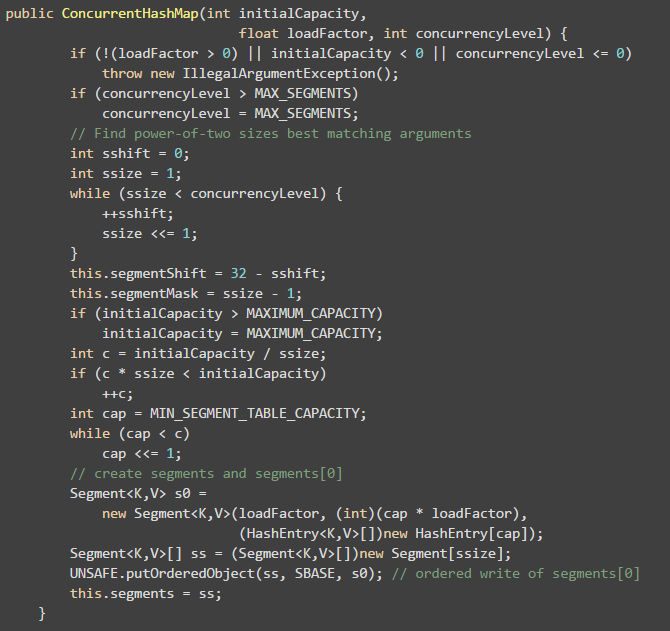 public ConcurrentHashMap(int initialCapacity,
                             float loadFactor, int concurrencyLevel) {
        if (!(loadFactor > 0) || initialCapacity < 0 || concurrencyLevel <= 0)
            throw new IllegalArgumentException();
        if (concurrencyLevel > MAX_SEGMENTS)
            concurrencyLevel = MAX_SEGMENTS;
        // Find power-of-two sizes best matching arguments
        int sshift = 0;
        int ssize = 1;
        while (ssize < concurrencyLevel) {
            ++sshift;
            ssize <<= 1;
        }
        this.segmentShift = 32 - sshift;
        this.segmentMask = ssize - 1;
        if (initialCapacity > MAXIMUM_CAPACITY)
            initialCapacity = MAXIMUM_CAPACITY;
        int c = initialCapacity / ssize;
        if (c * ssize < initialCapacity)
            ++c;
        int cap = MIN_SEGMENT_TABLE_CAPACITY;
        while (cap < c)
            cap <<= 1;
        // create segments and segments[0]
        Segment<K,V> s0 =
            new Segment<K,V>(loadFactor, (int)(cap * loadFactor),
                             (HashEntry<K,V>[])new HashEntry[cap]);
        Segment<K,V>[] ss = (Segment<K,V>[])new Segment[ssize];
        UNSAFE.putOrderedObject(ss, SBASE, s0); // ordered write of segments[0]
        this.segments = ss;
    }